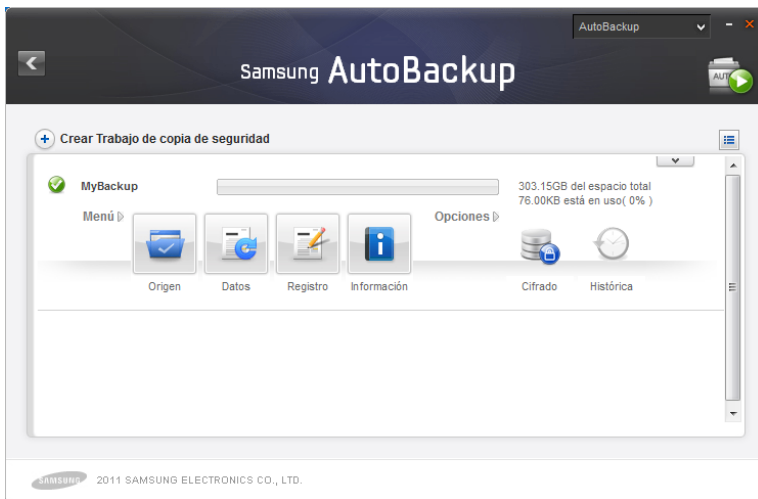 AutoBackup
samsung AutoBackup
AUTO
Crear Trabajo de copia de seguridad
MyBackup
303.15GB del espacio total
76.00KB está en uso( 0% )
Menú
Opciones
Origen
Datos
Registro
Información
Cifrado
Histórica
SAMSUNG
2011 SAMSUNG ELECTRONICS CO., LTD.